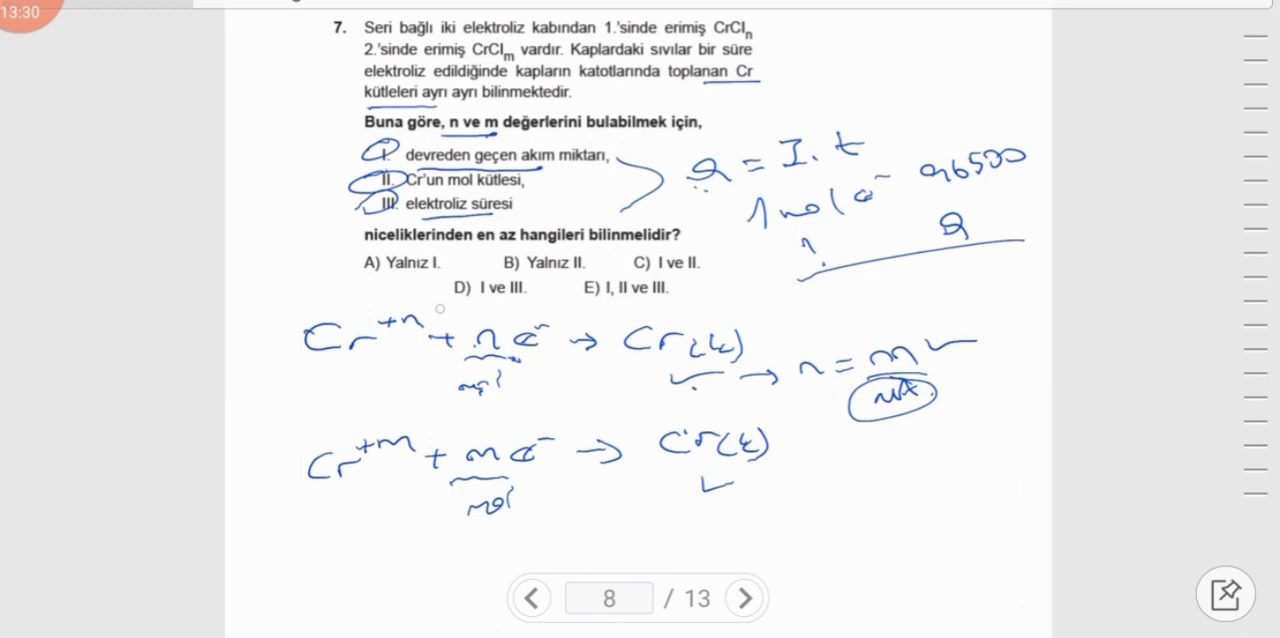 13:30
7. Seri bağlı iki elektroliz kabından 1.'sinde erimiş CrClₙ
2.'sinde erimiş CrClₘ vardır. Kaplardaki sıvılar bir süre
elektroliz edildiğinde kapların katotlarında toplanan Cr
kütleleri ayrı ayrı bilinmektedir.
Buna göre, n ve m değerlerini bulabilmek için,
I. devreden geçen akım miktarı,
II. Cr'un mol kütlesi,
III. elektroliz süresi
Q = I. t
1 mol e⁻ 96500
? Q
niceliklerinden en az hangileri bilinmelidir?
A) Yalnız I. B) Yalnız II. C) I ve II.
D) I ve III. E) I, II ve III.
Cr⁺ⁿ + n e⁻ → Cr(k) → n = m
mol
MA
Cr⁺ᵐ + m e⁻ → Cr(k)
mol
8 / 13